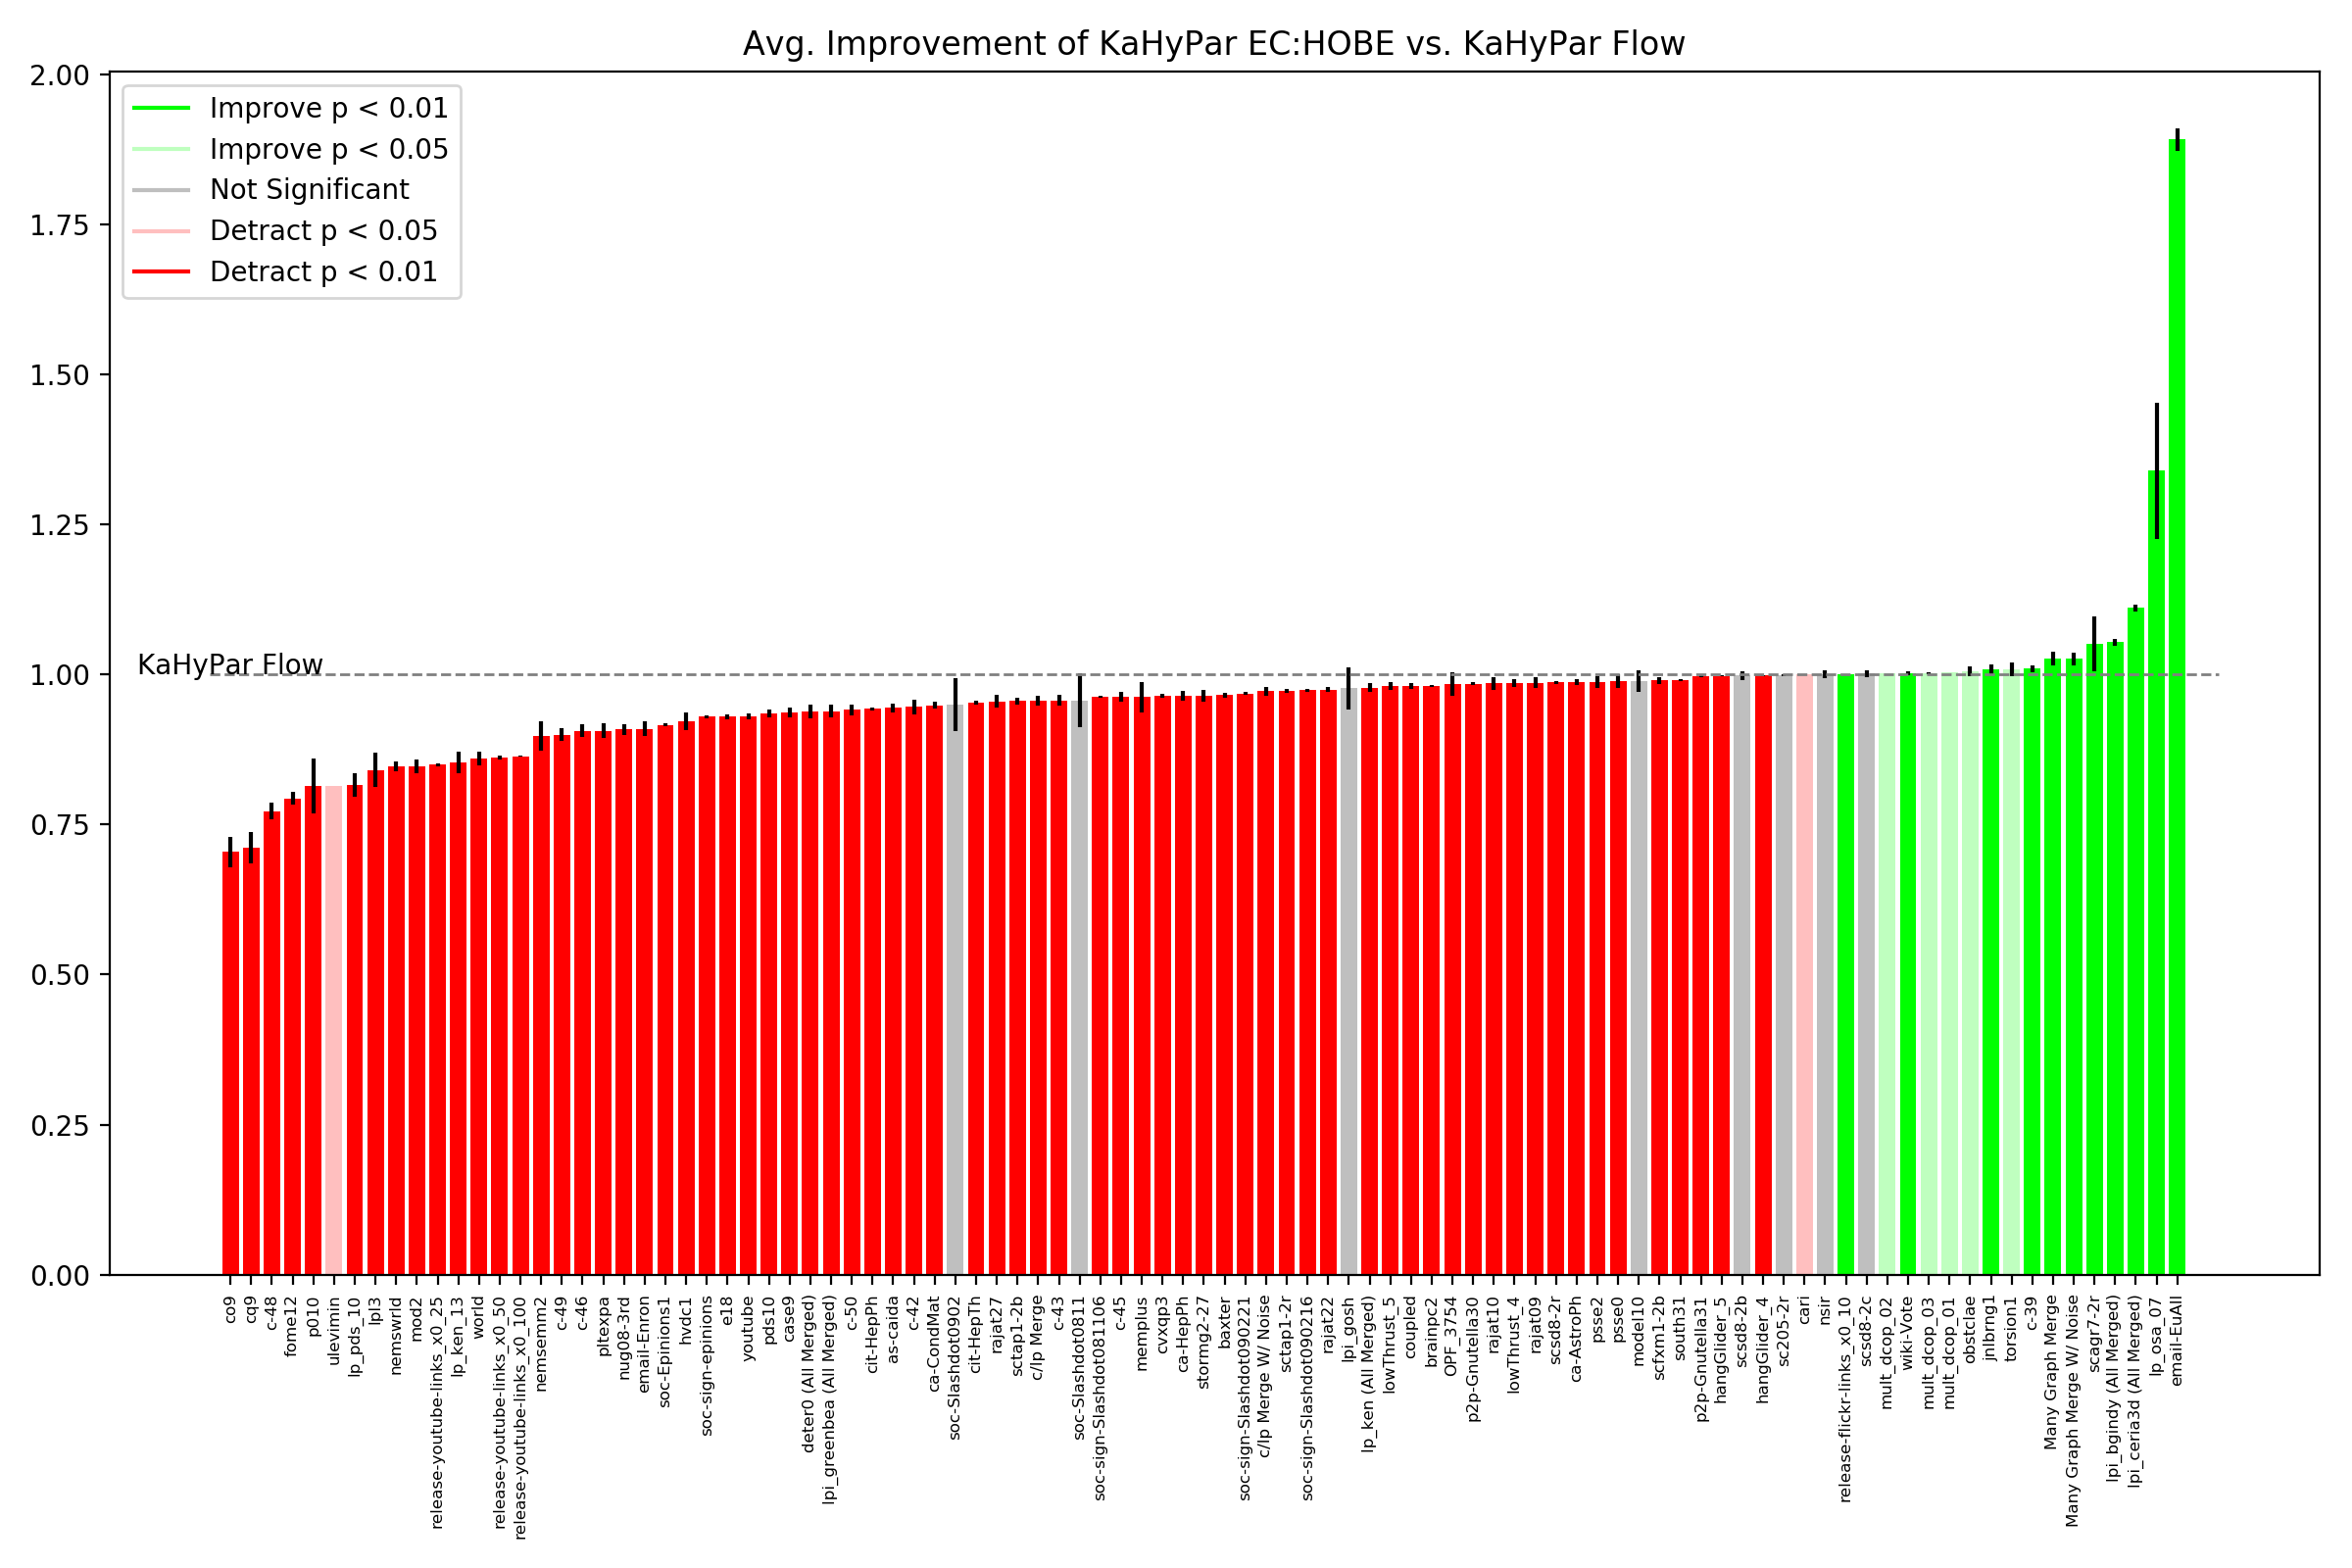 Avg. Improvement of KaHyPar EC:HOBE vs. KaHyPar Flow
2.00
1.75
1.50
1.25
1.00
0.75
0.50
0.25
0.00
Improve p < 0.01
Improve p < 0.05
Not Significant
Detract p < 0.05
Detract p < 0.01
KaHyPar Flow
co9
cq9
c-48
fome12
p010
ulevimin
lp_pds_10
lpl3
nemswrld
mod2
release-youtube-links_x0_25
lp_ken_13
world
release-youtube-links_x0_50
release-youtube-links_x0_100
nemsemm2
c-49
c-46
pltexpa
nug08-3rd
email-Enron
soc-Epinions1
hvdc1
soc-sign-epinions
e18
youtube
pds10
case9
deter0 (All Merged)
lpi_greenbea (All Merged)
c-50
cit-HepPh
as-caida
c-42
ca-CondMat
soc-Slashdot0902
cit-HepTh
rajat27
sctap1-2b
c/lp Merge
c-43
soc-Slashdot0811
soc-sign-Slashdot081106
c-45
memplus
cvxqp3
ca-HepPh
stormg2-27
baxter
soc-sign-Slashdot090221
c/lp Merge W/ Noise
sctap1-2r
soc-sign-Slashdot090216
rajat22
lpi_gosh
lp_ken (All Merged)
lowThrust_5
coupled
brainpc2
OPF_3754
p2p-Gnutella30
rajat10
lowThrust_4
rajat09
scsd8-2r
ca-AstroPh
psse2
psse0
model10
scfxm1-2b
south31
p2p-Gnutella31
hangGlider_5
scsd8-2b
hangGlider_4
sc205-2r
cari
nsir
release-flickr-links_x0_10
scsd8-2c
mult_dcop_02
wiki-Vote
mult_dcop_03
mult_dcop_01
obstclae
jnlbrng1
torsion1
c-39
Many Graph Merge
Many Graph Merge W/ Noise
scagr7-2r
lpi_bgindy (All Merged)
lpi_ceria3d (All Merged)
lp_osa_07
email-EuAll